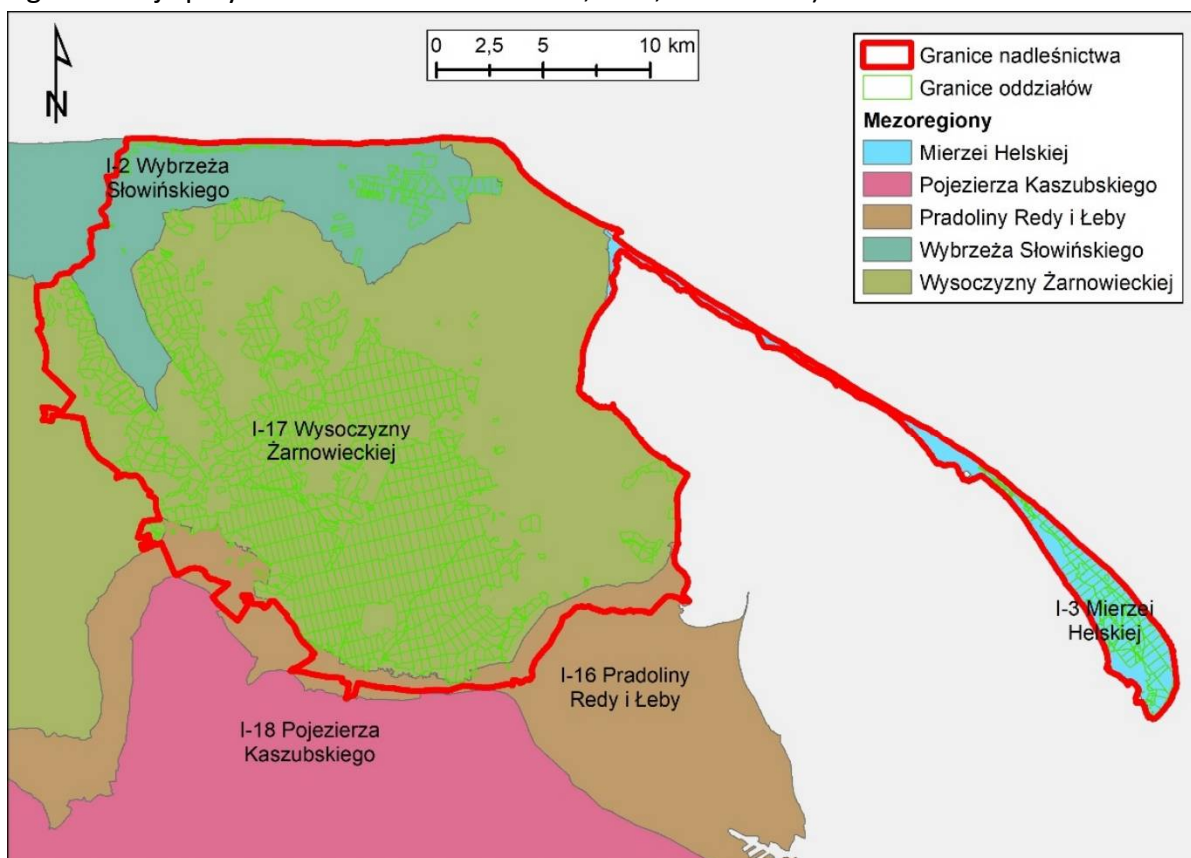 0 2,5 5 10 km
N
Granice nadleśnictwa
Granice oddziałów
Mezoregiony
Mierzei Helskiej
Pojezierza Kaszubskiego
Pradoliny Redy i Łeby
Wybrzeża Słowińskiego
Wysoczyzny Żarnowieckiej
I-2 Wybrzeża
Słowińskiego
I-17 Wysoczyzny
Żarnowieckiej
I-3 Mierzei
Helskiej
I-16 Pradoliny
Redy i Łeby
I-18 Pojezierza
Kaszubskiego